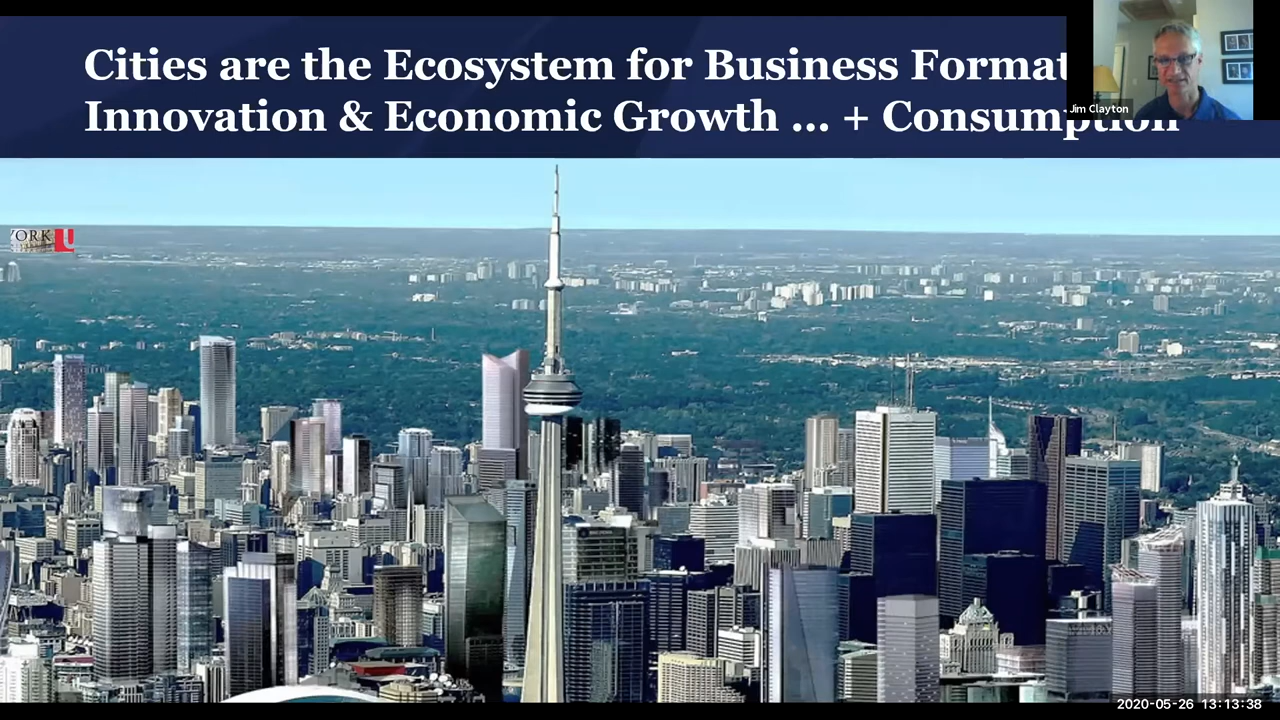 Cities are the Ecosystem for Business Format
Innovation & Economic Growth ... + Consumption
Jim Clayton
ORK U
2020-05-26 13:13:38